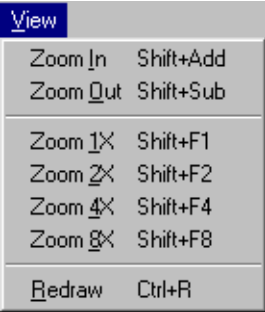 View
Zoom In Shift+Add
Zoom Out Shift+Sub
Zoom 1X Shift+F1
Zoom 2X Shift+F2
Zoom 4X Shift+F4
Zoom 8X Shift+F8
Redraw Ctrl+R